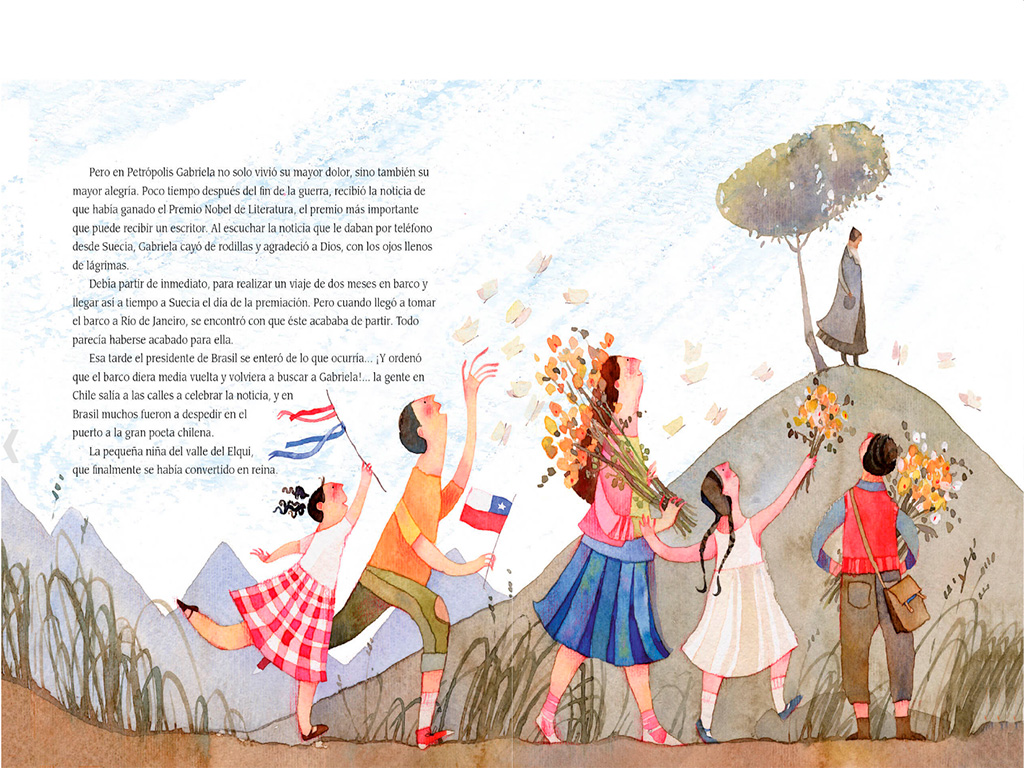 Pero en Petrópolis Gabriela no solo vivió su mayor dolor, sino también su
mayor alegría. Poco tiempo después del fin de la guerra, recibió la noticia de
que había ganado el Premio Nobel de Literatura, el premio más importante
que puede recibir un escritor. Al escuchar la noticia que le daban por teléfono
desde Suecia, Gabriela cayó de rodillas y agradeció a Dios, con los ojos llenos
de lágrimas.
Debía partir de inmediato, para realizar un viaje de dos meses en barco y
llegar así a tiempo a Suecia el día de la premiación. Pero cuando llegó a tomar
el barco a Río de Janeiro, se encontró con que éste acababa de partir. Todo
parecía haberse acabado para ella.
Esa tarde el presidente de Brasil se enteró de lo que ocurría... ¡Y ordenó
que el barco diera media vuelta y volviera a buscar a Gabriela!... la gente en
Chile salía a las calles a celebrar la noticia, y en
Brasil muchos fueron a despedir en el
puerto a la gran poeta chilena.
La pequeña niña del valle del Elqui,
que finalmente se había convertido en reina.